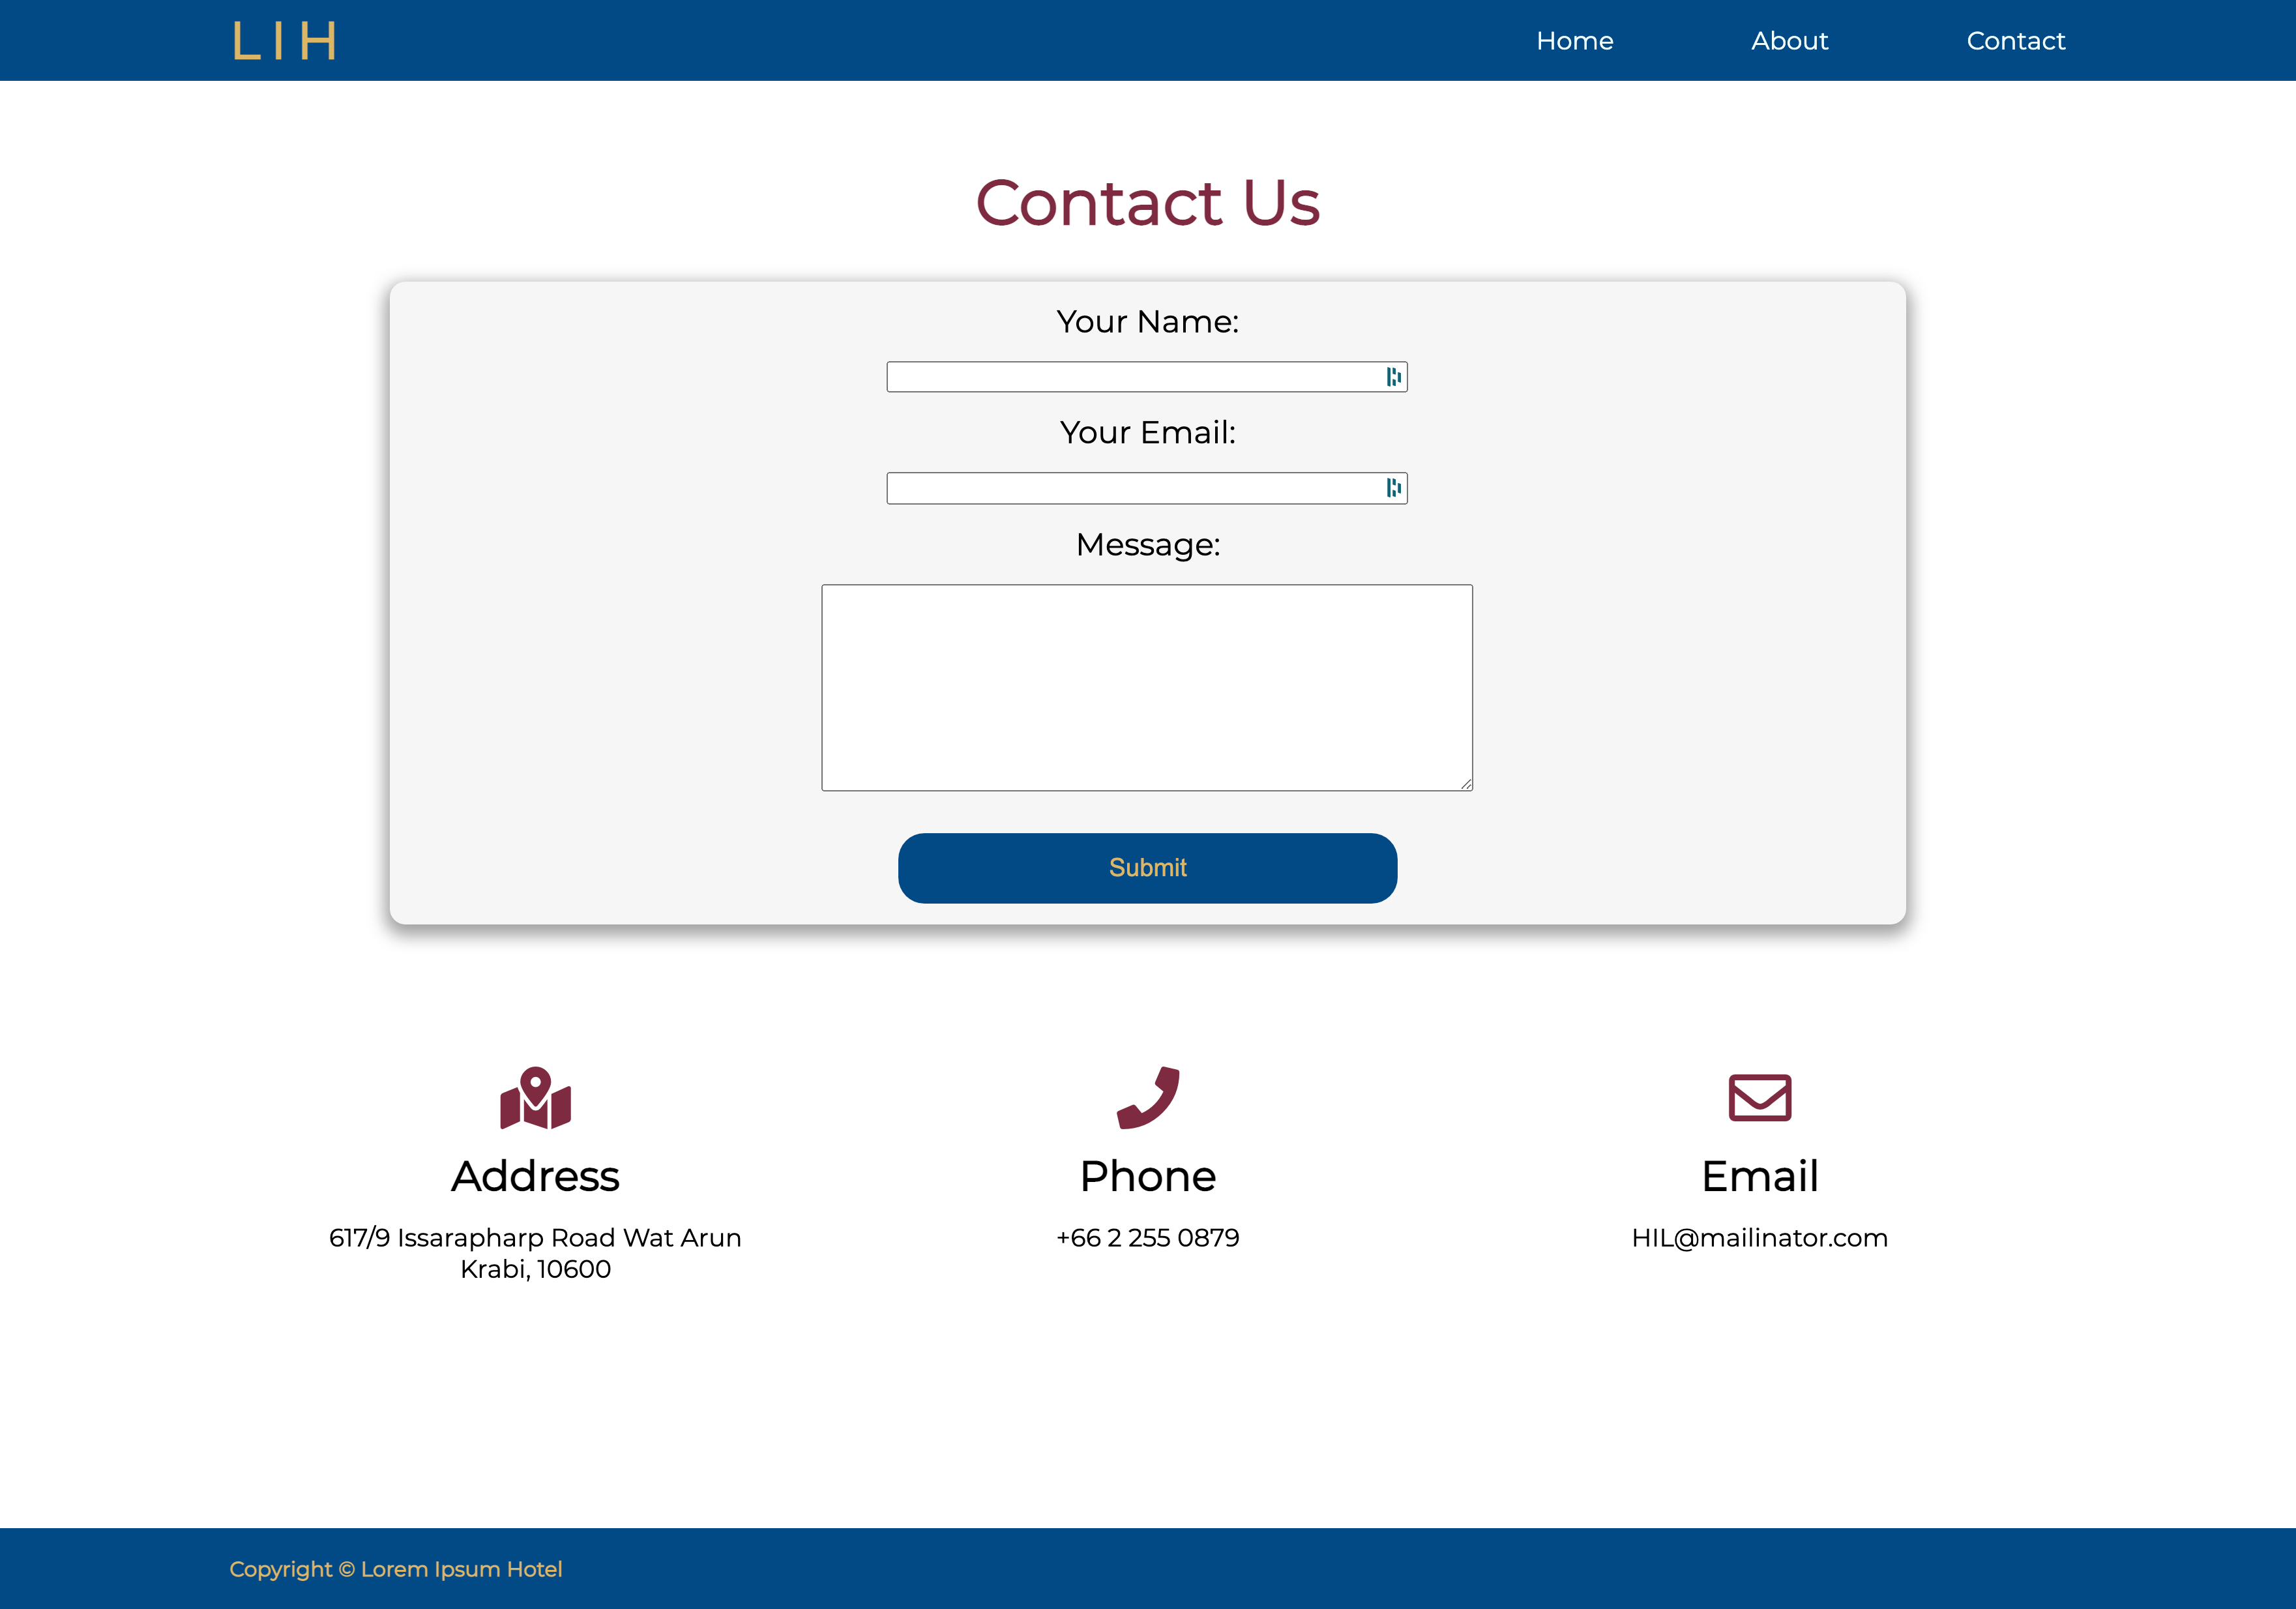 LIH
Home
About
Contact
Contact Us
Your Name:
Your Email:
Message:
Submit
Address
617/9 Issarapharp Road Wat Arun
Krabi, 10600
Phone
+66 2 255 0879
Email
HIL@mailinator.com
Copyright © Lorem Ipsum Hotel